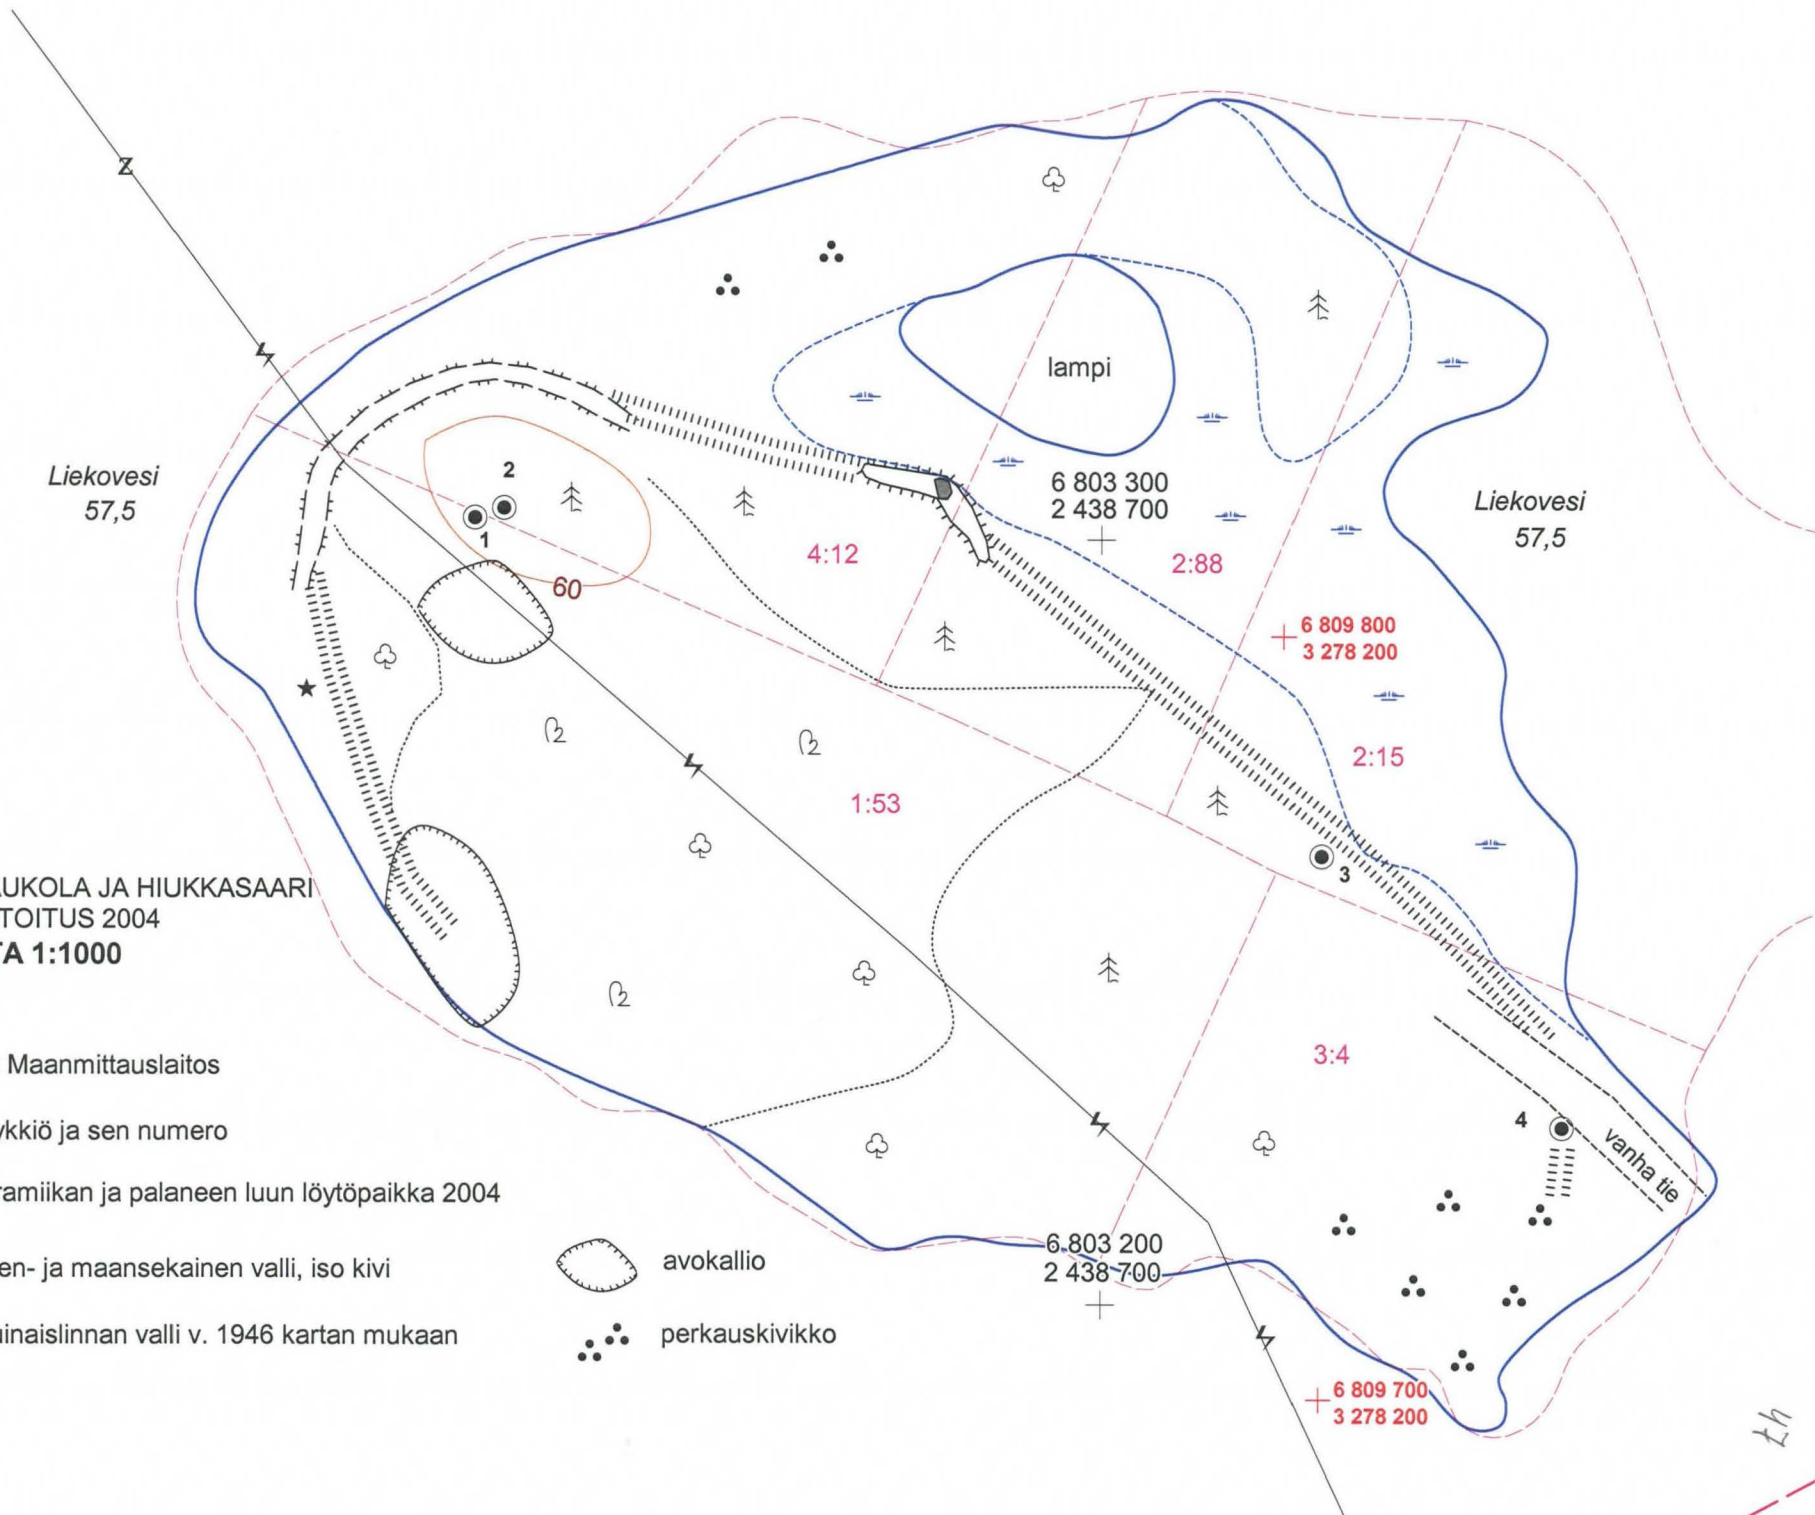 2
Liekovesi
57,5
1
60
lampi
6 803 300
2 438 700
Liekovesi
57,5
4:12
2:88
6 809 800
3 278 200
2:15
1:53
3
AUKOLA JA HIUKKASAARI
TOITUS 2004
TA 1:1000
3:4
Maanmittauslaitos
ykkiö ja sen numero
4
vanha tie
ramiikan ja palaneen luun löytöpaikka 2004
6 803 200
2 438 700
en- ja maansekainen valli, iso kivi
avokallio
uinaislinnan valli v. 1946 kartan mukaan
perkauskivikko
6 809 700
3 278 200